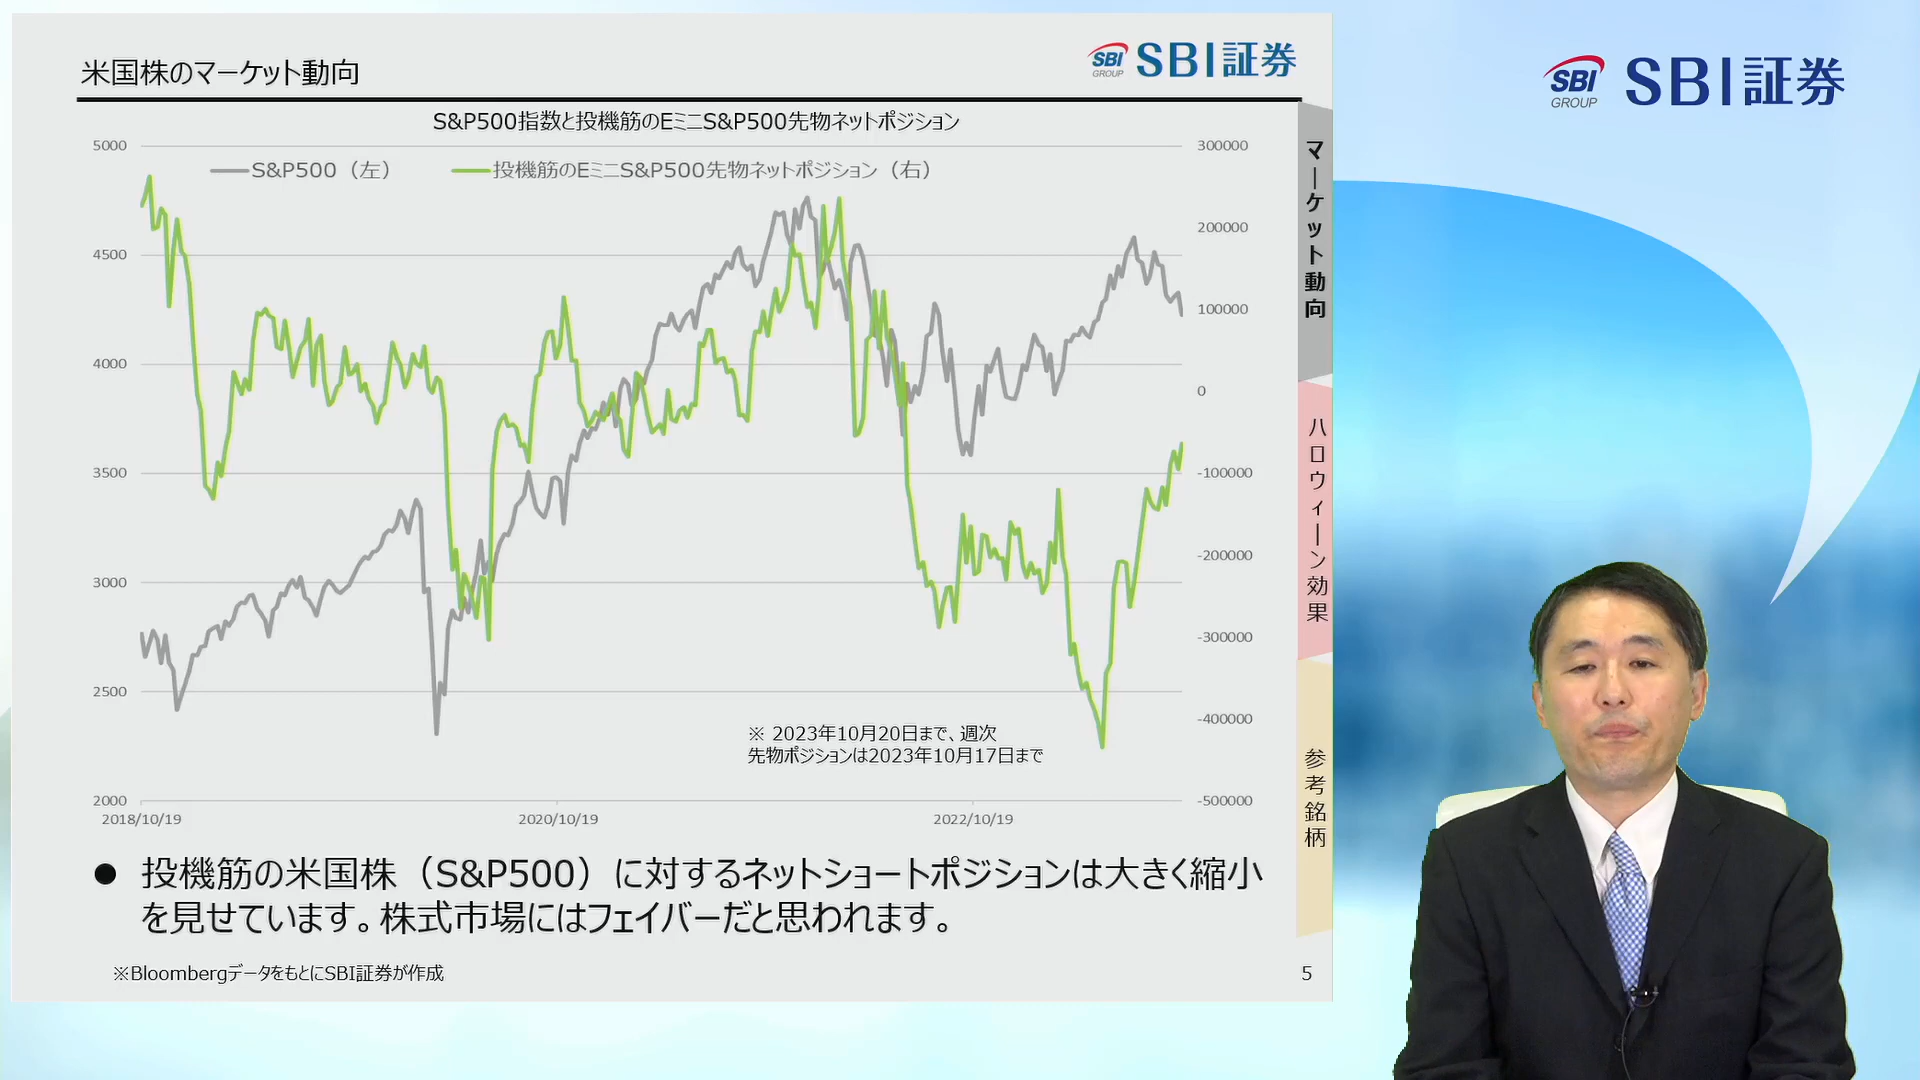 米国株のマーケット動向
SBI GROUP SBI証券
SBI GROUP SBI証券
S&P500指数と投機筋のEミニS&P500先物ネットポジション
S&P500（左）
投機筋のEミニS&P500先物ネットポジション（右）
5000
4500
4000
3500
3000
2500
2000
300000
200000
100000
0
-100000
-200000
-300000
-400000
-500000
2018/10/19
2020/10/19
2022/10/19
※ 2023年10月20日まで、週次
先物ポジションは2023年10月17日まで
● 投機筋の米国株（S&P500）に対するネットショートポジションは大きく縮小
を見せています。株式市場にはフェイバーだと思われます。
※BloombergデータをもとにSBI証券が作成
5
マーケット動向
ハロウィーン効果
参考銘柄